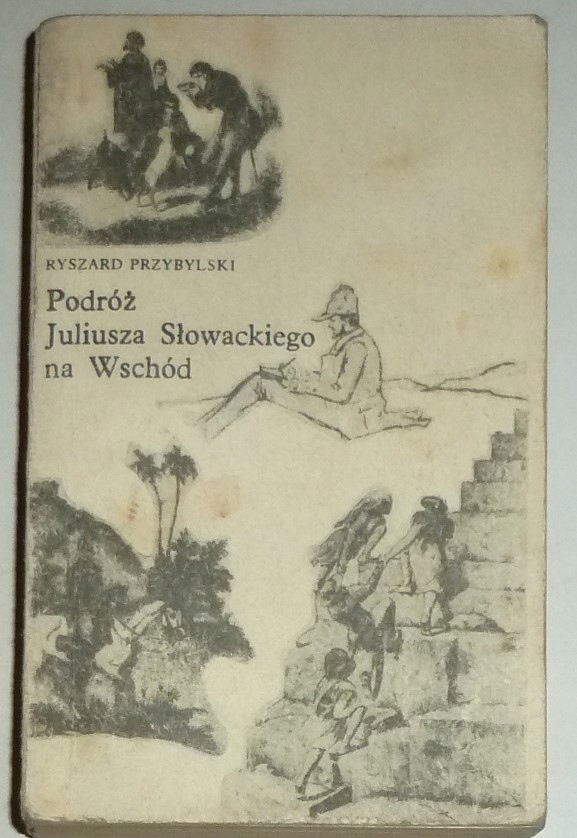 RYSZARD PRZYBYLSKI
Podróż
Juliusza Słowackiego
na Wschód